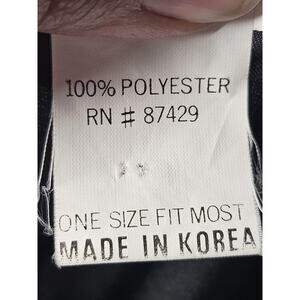 100% POLYESTER
RN # 87429
ONE SIZE FIT MOST
MADE IN KOREA